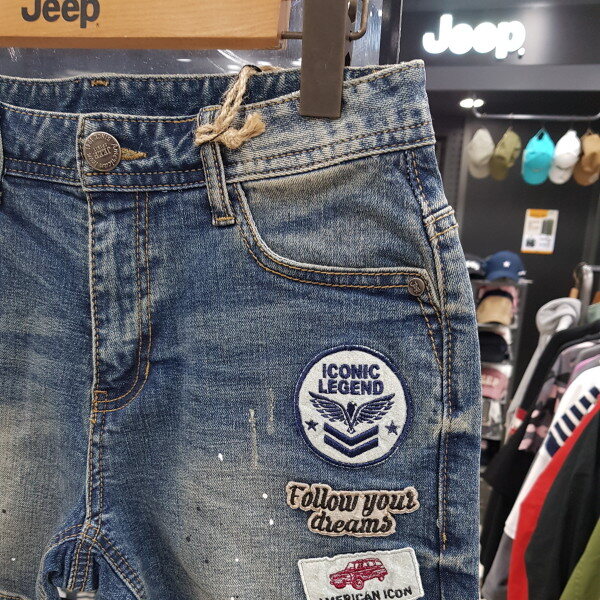 Jeep
Jeep
ICONIC
LEGEND
Follow your
dreams
AMERICAN ICON